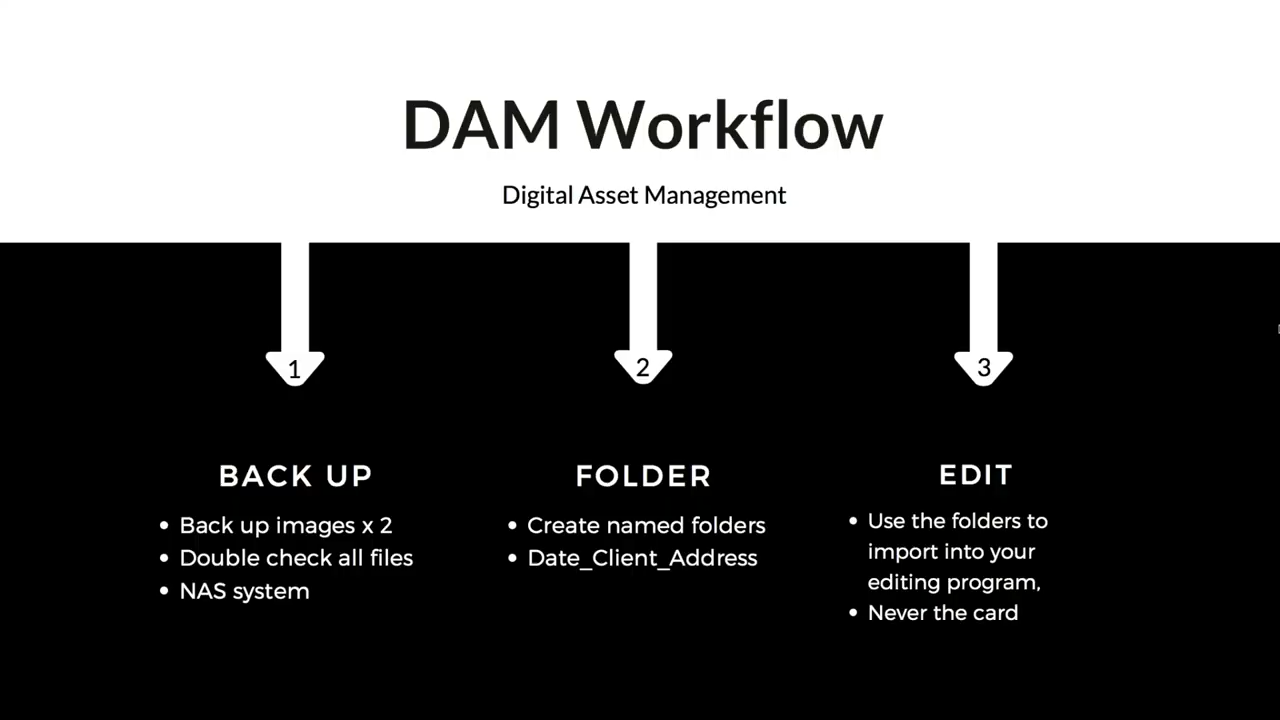 DAM Workflow
Digital Asset Management
1
2
3
BACK UP
• Back up images x 2
• Double check all files
• NAS system
FOLDER
• Create named folders
• Date_Client_Address
EDIT
• Use the folders to
import into your
editing program,
• Never the card